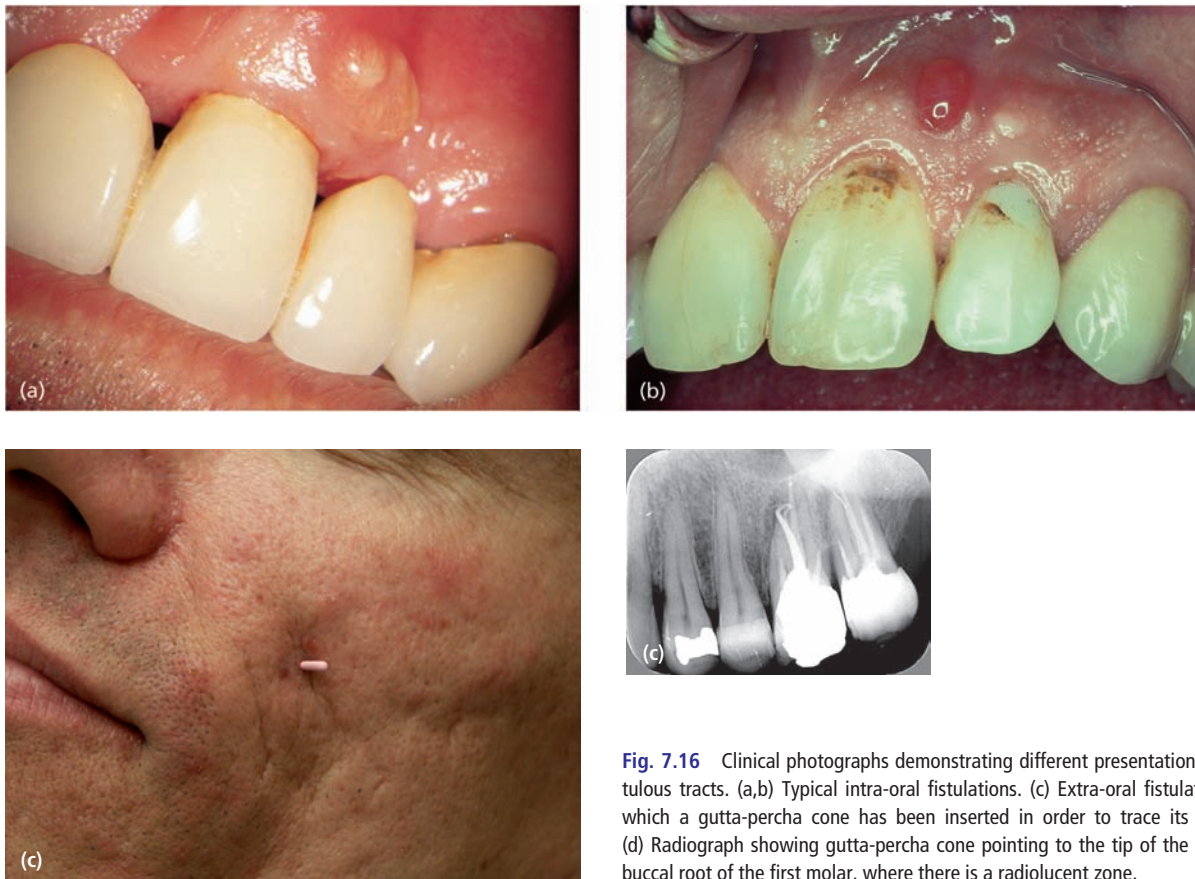 (a)
(b)
(c)
(c)
Fig. 7.16 Clinical photographs demonstrating different presentation
tulous tracts. (a,b) Typical intra-oral fistulations. (c) Extra-oral fistulat
which a gutta-percha cone has been inserted in order to trace its
(d) Radiograph showing gutta-percha cone pointing to the tip of the
buccal root of the first molar, where there is a radiolucent zone.